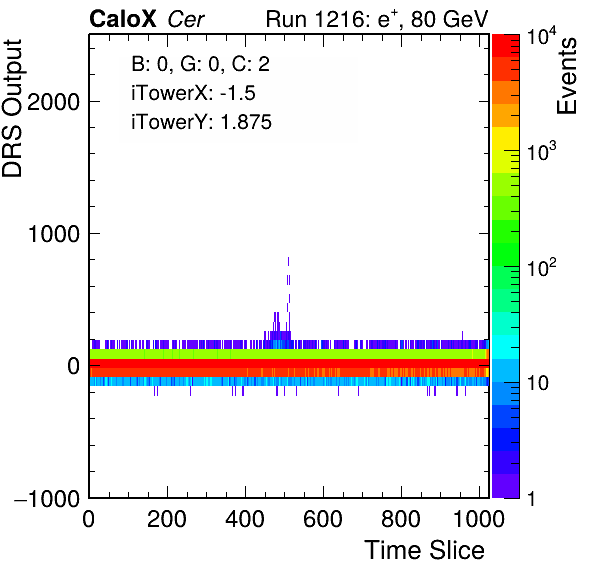 CaloX Cer Run 1216: e⁺, 80 GeV
B: 0, G: 0, C: 2
iTowerX: -1.5
iTowerY: 1.875
DRS Output
2000
1000
0
−1000
0 200 400 600 800 1000
Time Slice
Events
10⁴
10³
10²
10
1